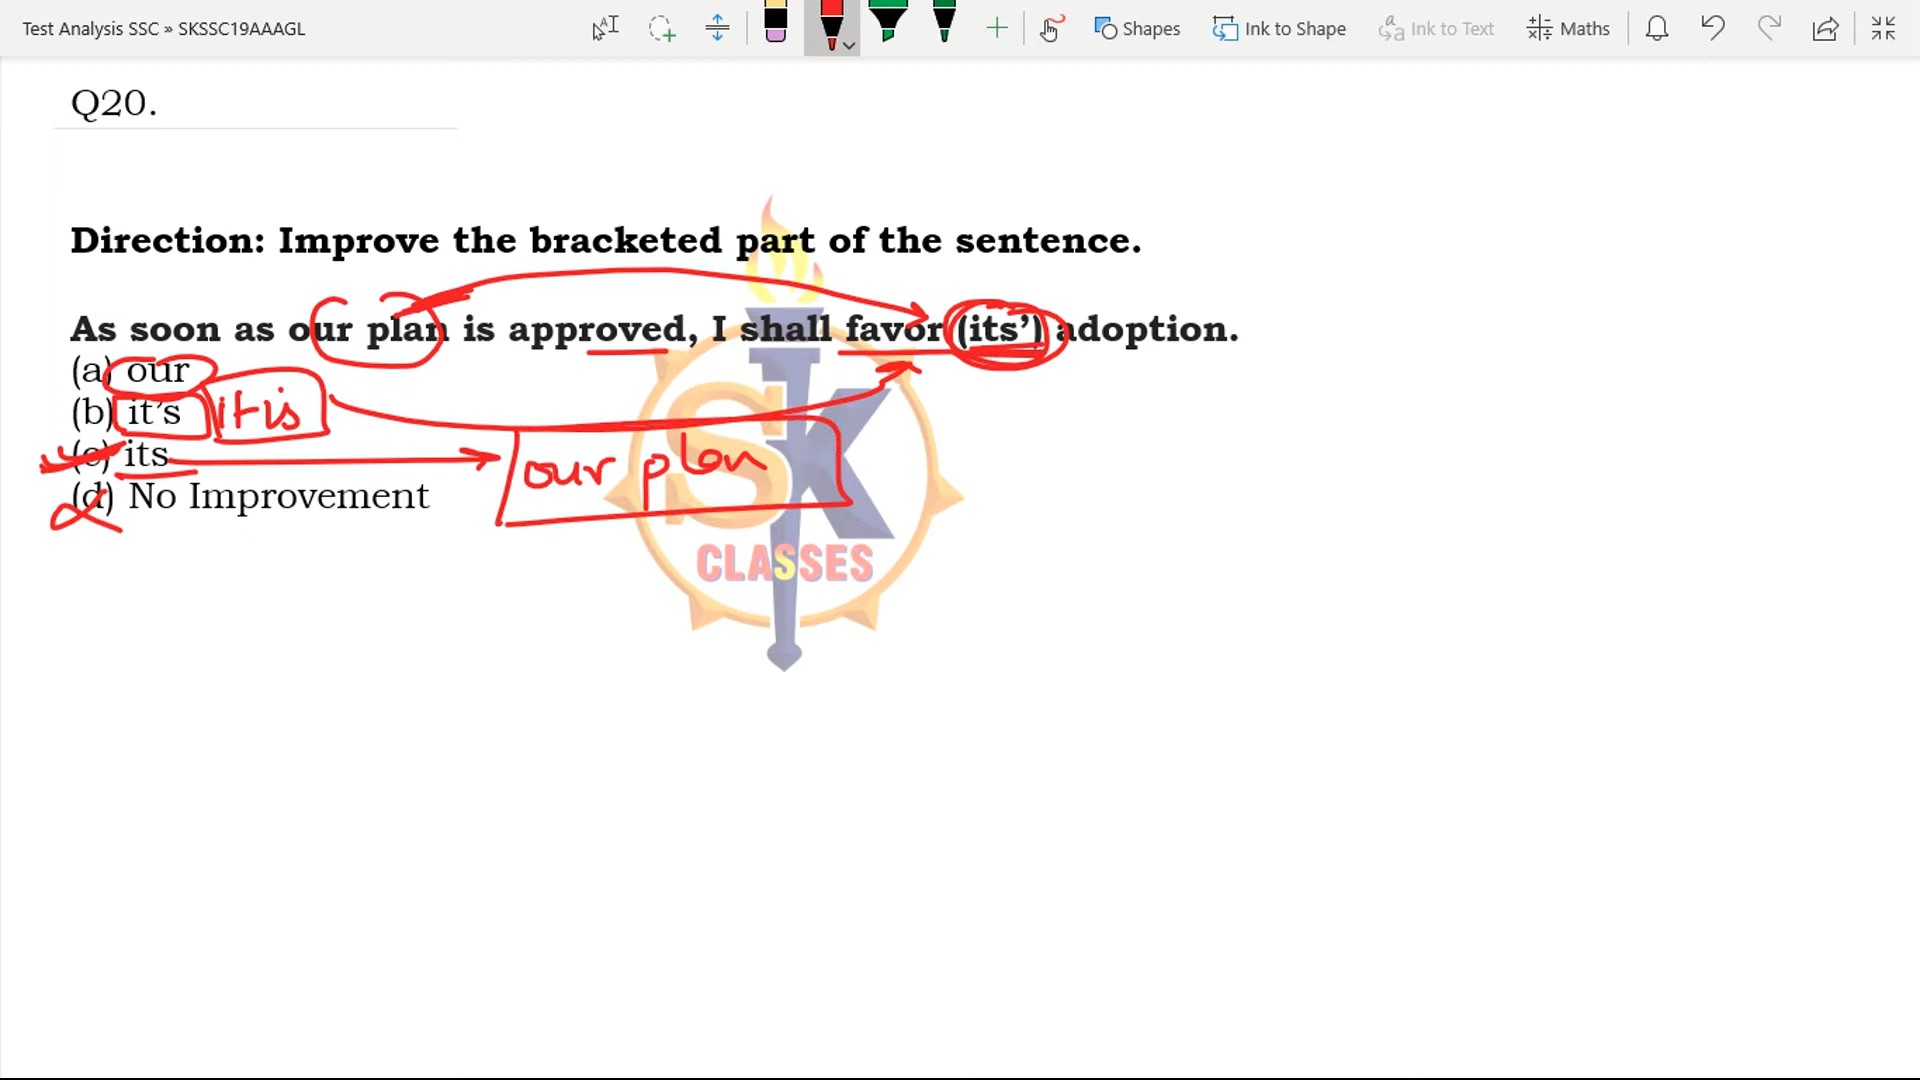 Test Analysis SSC » SKSSC19AAAGL
Shapes
Ink to Shape
Ink to Text
Maths
Q20.
Direction: Improve the bracketed part of the sentence.
As soon as our plan is approved, I shall favor (its’) adoption.
(a) our
(b) it’s it is
(c) its
our plan
(d) No Improvement
SK
CLASSES